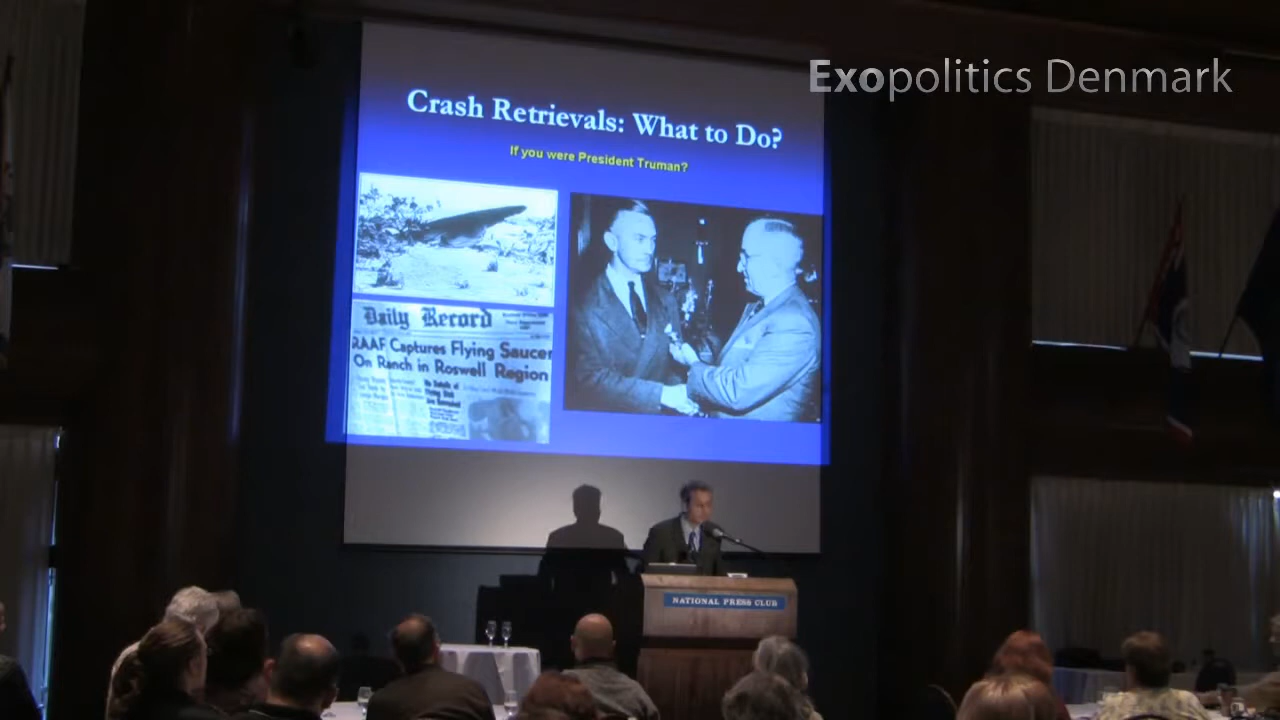 Exopolitics Denmark
Crash Retrievals: What to Do?
If you were President Truman?
Daily Record
RAAF Captures Flying Saucer
On Ranch in Roswell Region
NATIONAL PRESS CLUB